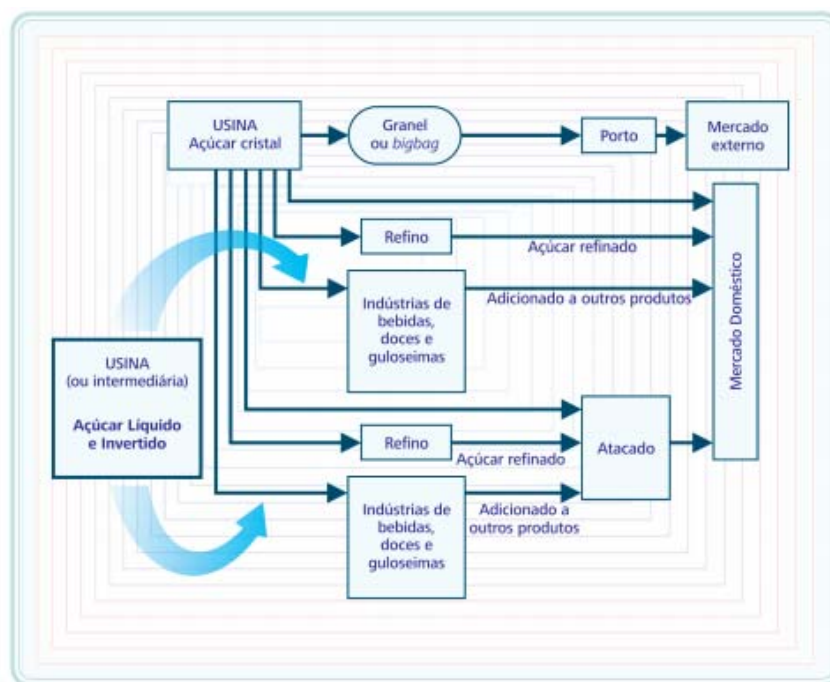 USINA
Açúcar cristal
Granel
ou bigbag
Porto
Mercado
externo
Refino
Açúcar refinado
Indústrias de
bebidas,
doces e
guloseimas
Adicionado a outros produtos
Mercado Doméstico
USINA
(ou intermediária)
Açúcar Líquido
e Invertido
Refino
Açúcar refinado
Atacado
Indústrias de
bebidas,
doces e
guloseimas
Adicionado a
outros produtos